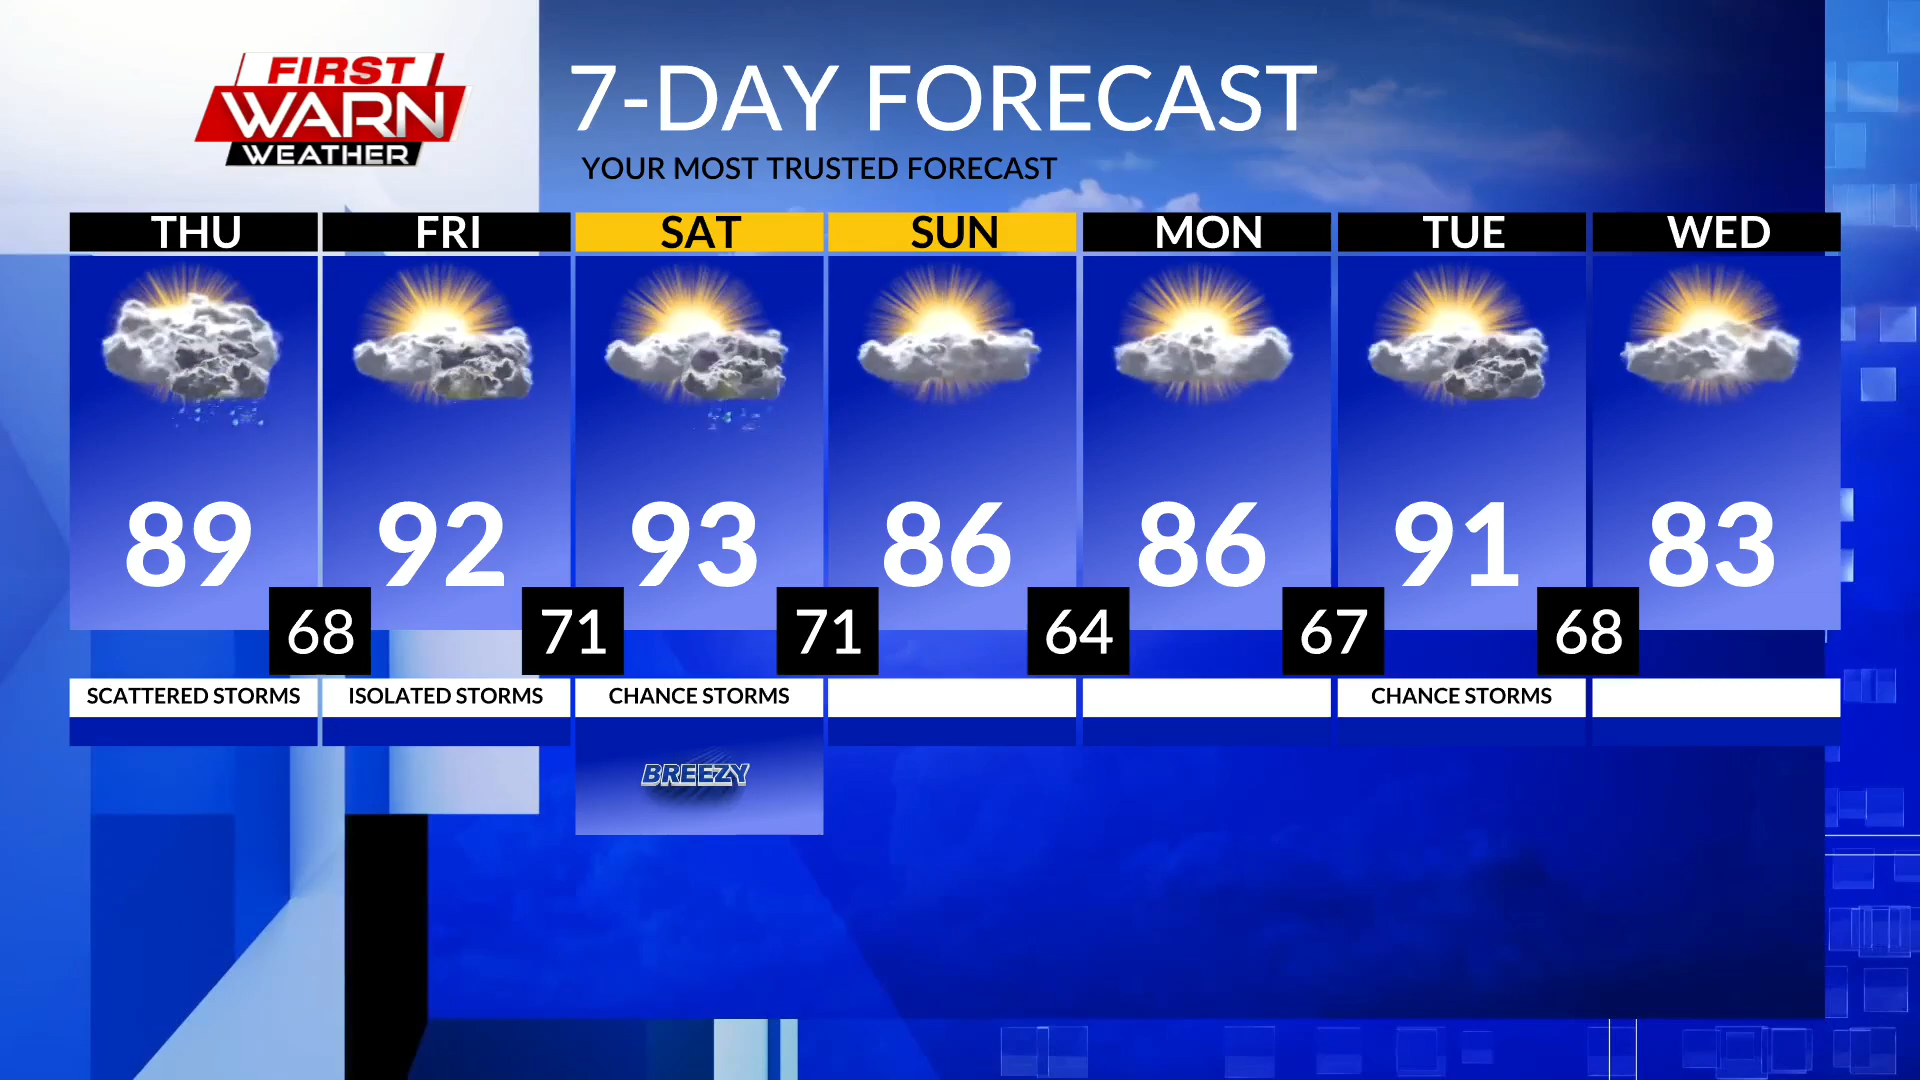 FIRST
WARN
WEATHER
7-DAY FORECAST
YOUR MOST TRUSTED FORECAST
THU FRI SAT SUN MON TUE WED
89 92 93 86 86 91 83
68 71 71 64 67 68
SCATTERED STORMS ISOLATED STORMS CHANCE STORMS CHANCE STORMS
BREEZY